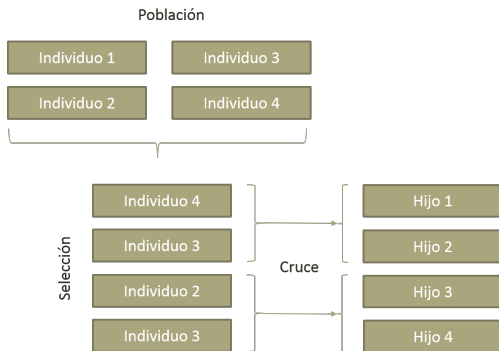 Población
Individuo 1
Individuo 3
Individuo 2
Individuo 4
Selección
Individuo 4
Individuo 3
Individuo 2
Individuo 3
Cruce
Hijo 1
Hijo 2
Hijo 3
Hijo 4